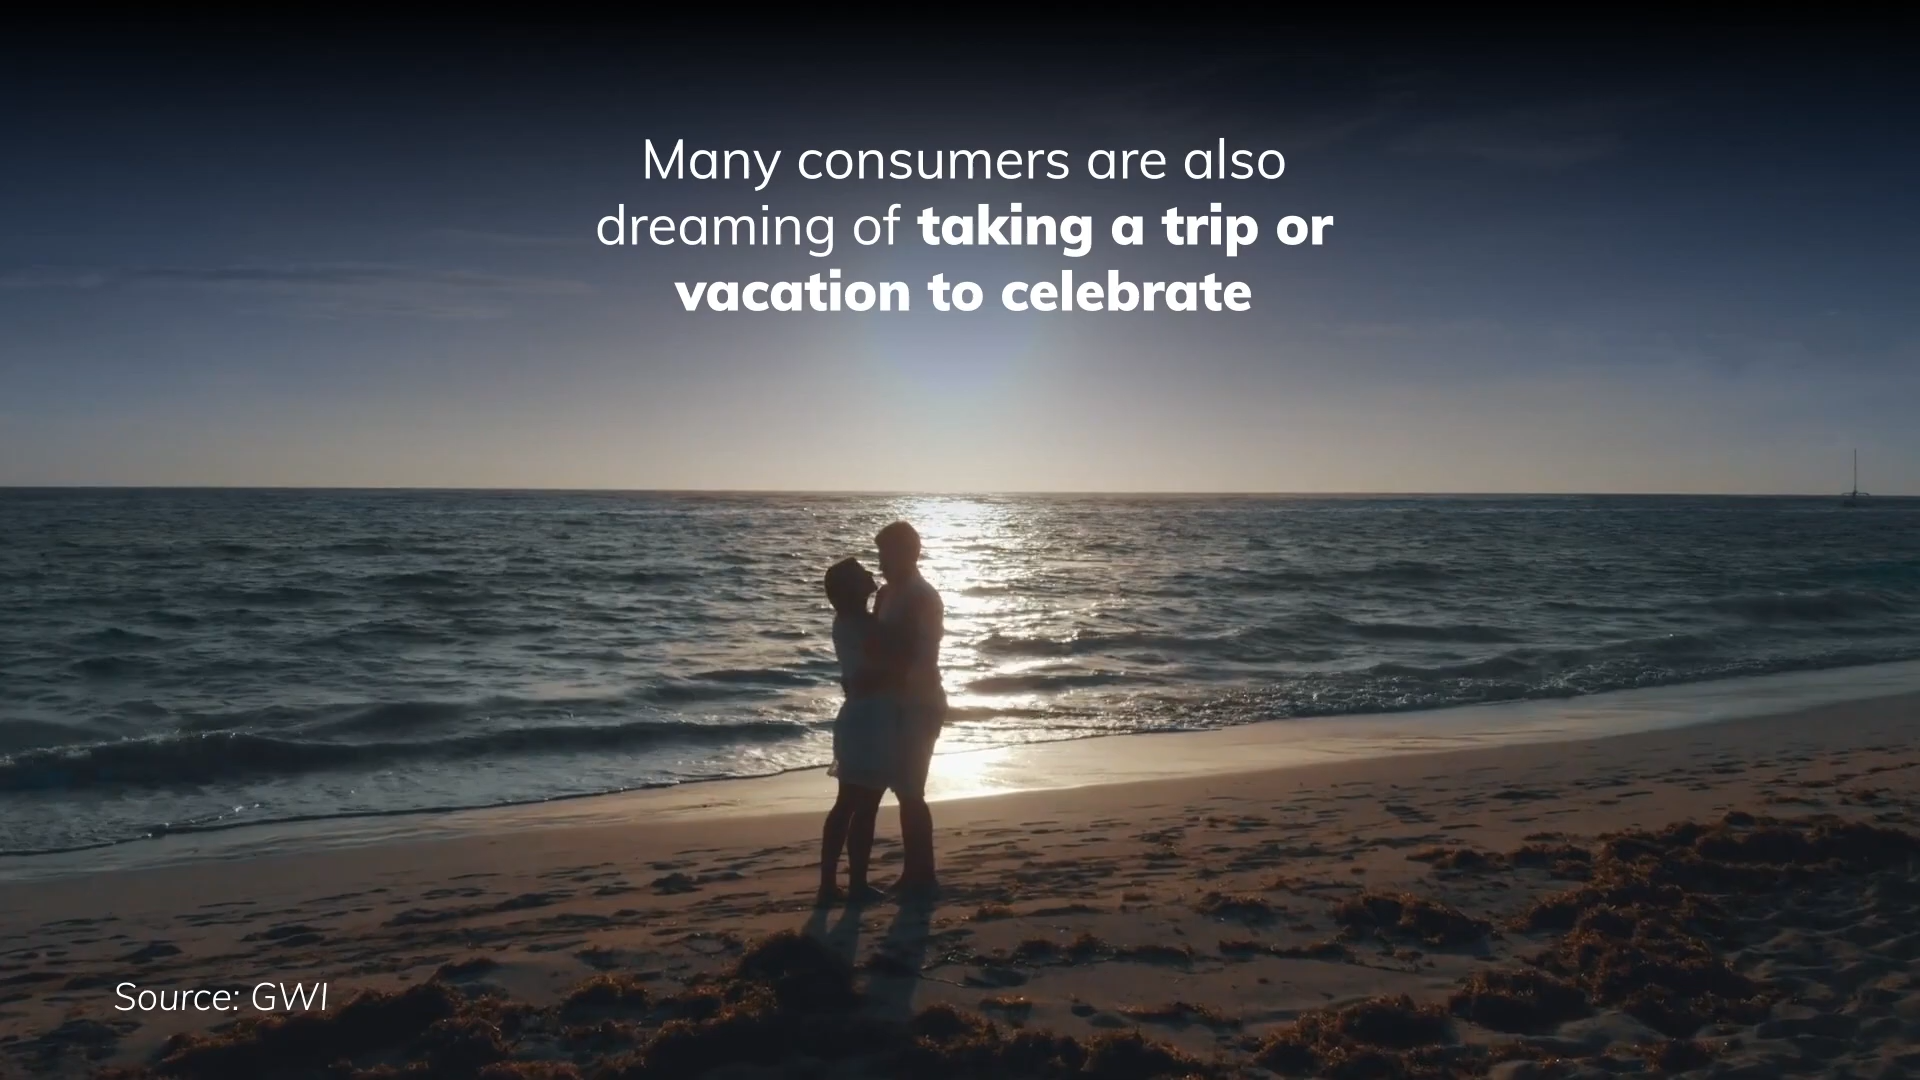 Many consumers are also
dreaming of taking a trip or
vacation to celebrate
Source: GWI